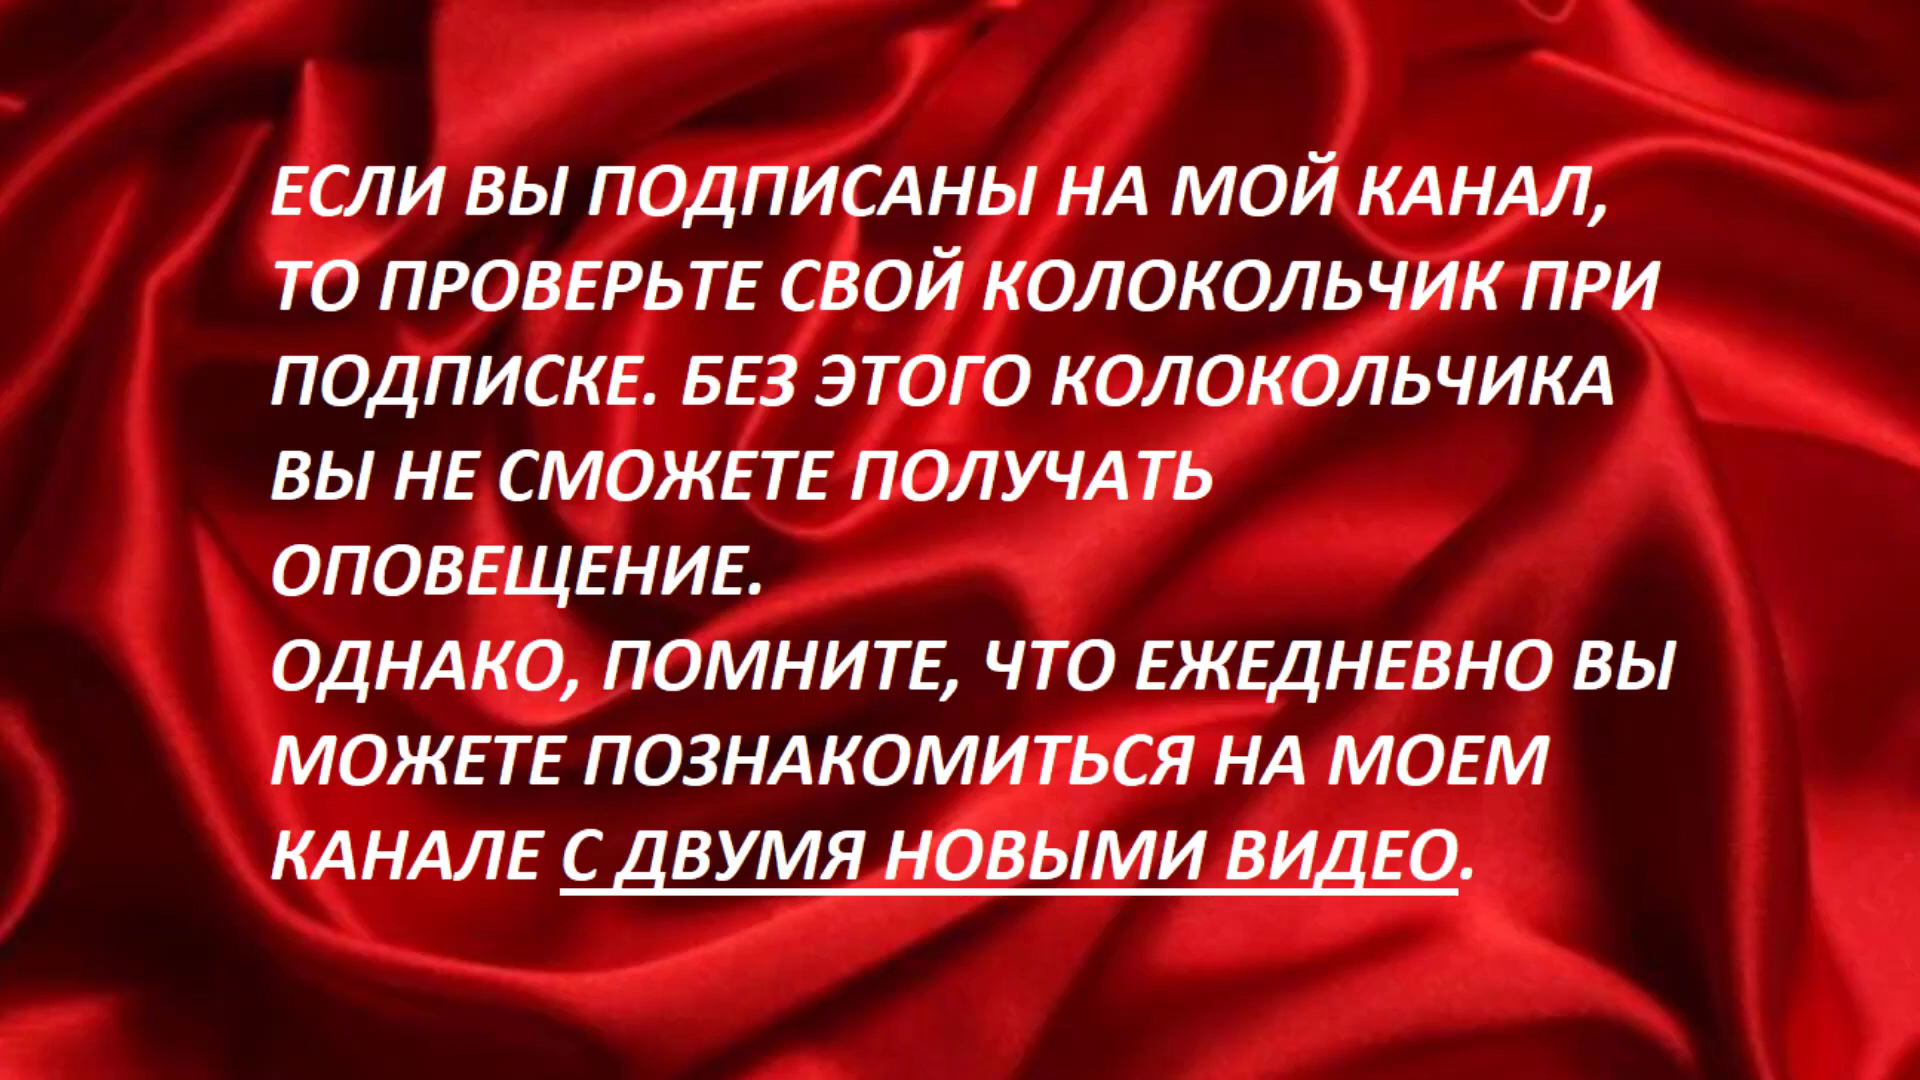 ЕСЛИ ВЫ ПОДПИСАНЫ НА МОЙ КАНАЛ,
ТО ПРОВЕРЬТЕ СВОЙ КОЛОКОЛЬЧИК ПРИ
ПОДПИСКЕ. БЕЗ ЭТОГО КОЛОКОЛЬЧИКА
ВЫ НЕ СМОЖЕТЕ ПОЛУЧАТЬ
ОПОВЕЩЕНИЕ.
ОДНАКО, ПОМНИТЕ, ЧТО ЕЖЕДНЕВНО ВЫ
МОЖЕТЕ ПОЗНАКОМИТЬСЯ НА МОЕМ
КАНАЛЕ С ДВУМЯ НОВЫМИ ВИДЕО.